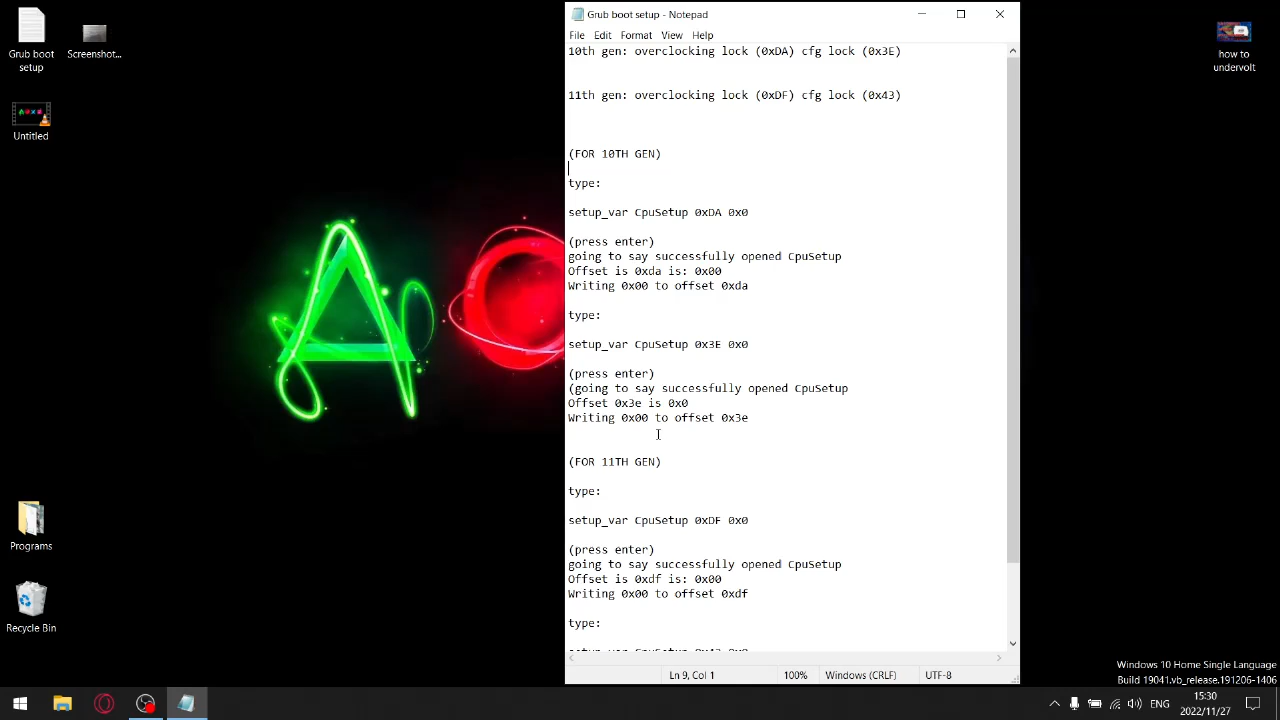 Grub boot
setup
Screenshot...
Untitled
Programs
Recycle Bin
Grub boot setup - Notepad
File Edit Format View Help
10th gen: overclocking lock (0xDA) cfg lock (0x3E)
11th gen: overclocking lock (0xDF) cfg lock (0x43)
(FOR 10TH GEN)
type:
setup_var CpuSetup 0xDA 0x0
(press enter)
going to say successfully opened CpuSetup
Offset is 0xda is: 0x00
Writing 0x00 to offset 0xda
type:
setup_var CpuSetup 0x3E 0x0
(press enter)
(going to say successfully opened CpuSetup
Offset 0x3e is 0x0
Writing 0x00 to offset 0x3e
(FOR 11TH GEN)
type:
setup_var CpuSetup 0xDF 0x0
(press enter)
going to say successfully opened CpuSetup
Offset is 0xdf is: 0x00
Writing 0x00 to offset 0xdf
type:
setup_var CpuSetup 0x43 0x0
Ln 9, Col 1 100% Windows (CRLF) UTF-8
how to
undervolt
Windows 10 Home Single Language
Build 19041.vb_release.191206-1406
ENG
15:30
2022/11/27